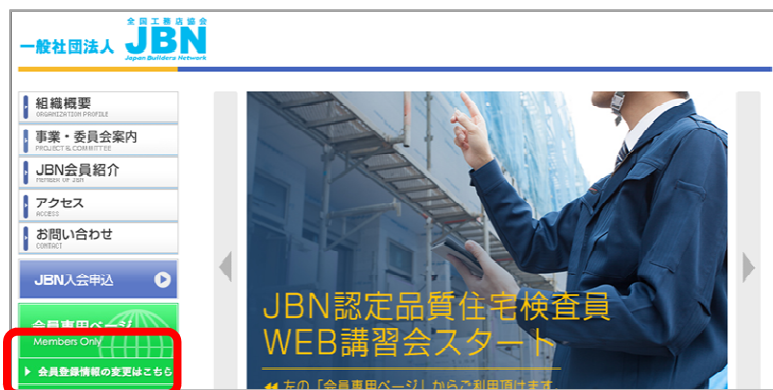 一般社団法人
全国工務店協会
JBN
Japan Builders Network
組織概要
ORGANIZATION PROFILE
事業・委員会案内
PROJECT & COMMITTEE
JBN会員紹介
MEMBER OF JBN
アクセス
ACCESS
お問い合わせ
CONTACT
JBN入会申込
会員専用ページ
Members Only
会員登録情報の変更はこちら
JBN認定品質住宅検査員
WEB講習会スタート
左の「会員専用ページ」からご利用頂けます